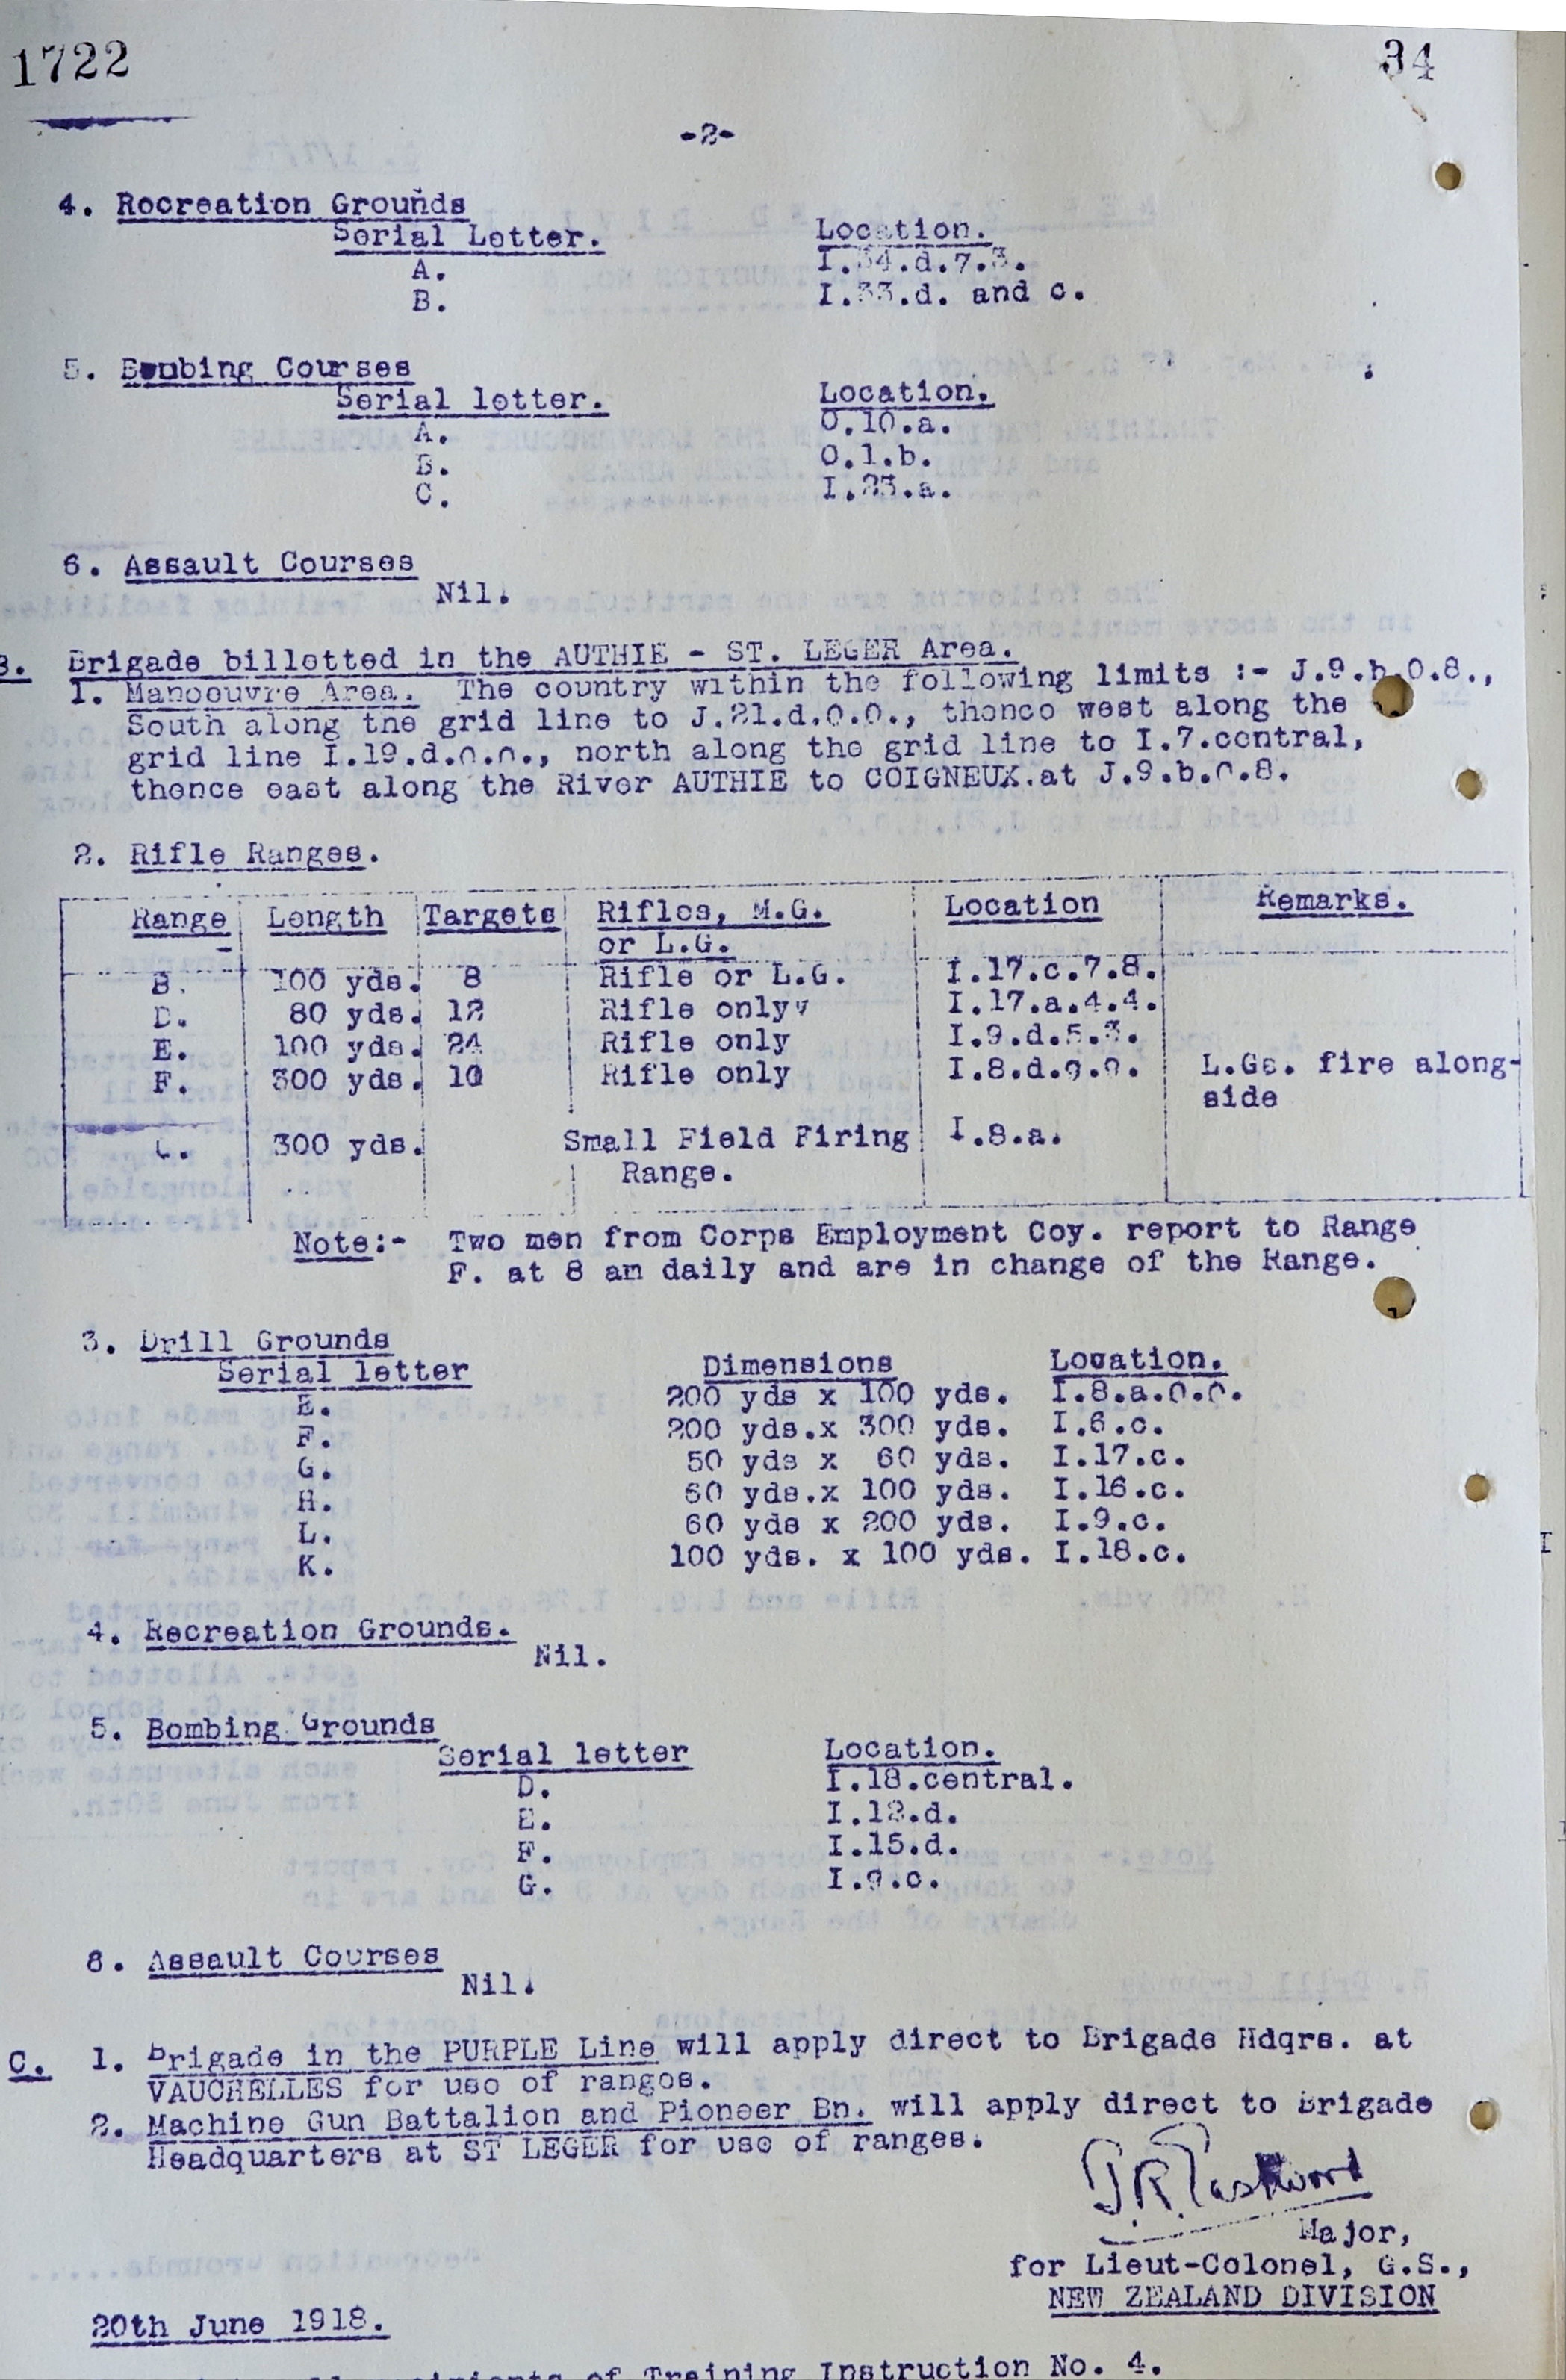 1722
34
-2-
4. Recreation Grounds
Serial Letter. Location.
A. I.34.d.7.3.
B. I.33.d. and c.
5. Bombing Courses
Serial letter. Location.
A. O.10.a.
B. O.1.b.
C. I.23.a.
6. Assault Courses
Nil.
B. Brigade billetted in the AUTHIE - ST. LEGER Area.
1. Manoeuvre Area. The country within the following limits :- J.9.b.0.8.,
South along the grid line to J.21.d.0.0., thence west along the
grid line I.19.d.0.0., north along the grid line to I.7.central,
thence east along the River AUTHIE to COIGNEUX.at J.9.b.0.8.
2. Rifle Ranges.
Range Length Targets Rifles, M.G. Location Remarks.
or L.G.
B. 100 yds. 8 Rifle or L.G. I.17.c.7.8.
D. 80 yds. 12 Rifle only I.17.a.4.4.
E. 100 yds. 24 Rifle only I.9.d.5.3.
F. 300 yds. 10 Rifle only I.8.d.9.9. L.Gs. fire along-
side
300 yds. Small Field Firing I.8.a.
Range.
Note:- Two men from Corps Employment Coy. report to Range
F. at 8 am daily and are in change of the Range.
3. Drill Grounds
Serial letter Dimensions Location.
E. 200 yds x 100 yds. I.8.a.0.0.
F. 200 yds.x 300 yds. I.6.c.
G. 50 yds x 60 yds. I.17.c.
H. 60 yds.x 100 yds. I.16.c.
L. 60 yds x 200 yds. I.9.c.
K. 100 yds. x 100 yds. I.18.c.
4. Recreation Grounds.
Nil.
5. Bombing Grounds
Serial letter Location.
D. I.18.central.
E. I.12.d.
F. I.15.d.
G. I.9.c.
8. Assault Courses
Nil.
C. 1. Brigade in the PURPLE Line will apply direct to Brigade Hdqrs. at
VAUCHELLES for use of ranges.
2. Machine Gun Battalion and Pioneer Bn. will apply direct to Brigade
Headquarters at ST LEGER for use of ranges.
T.R. Eastwood
Major,
for Lieut-Colonel, G.S.,
NEW ZEALAND DIVISION
20th June 1918.
of Training Instruction No. 4.